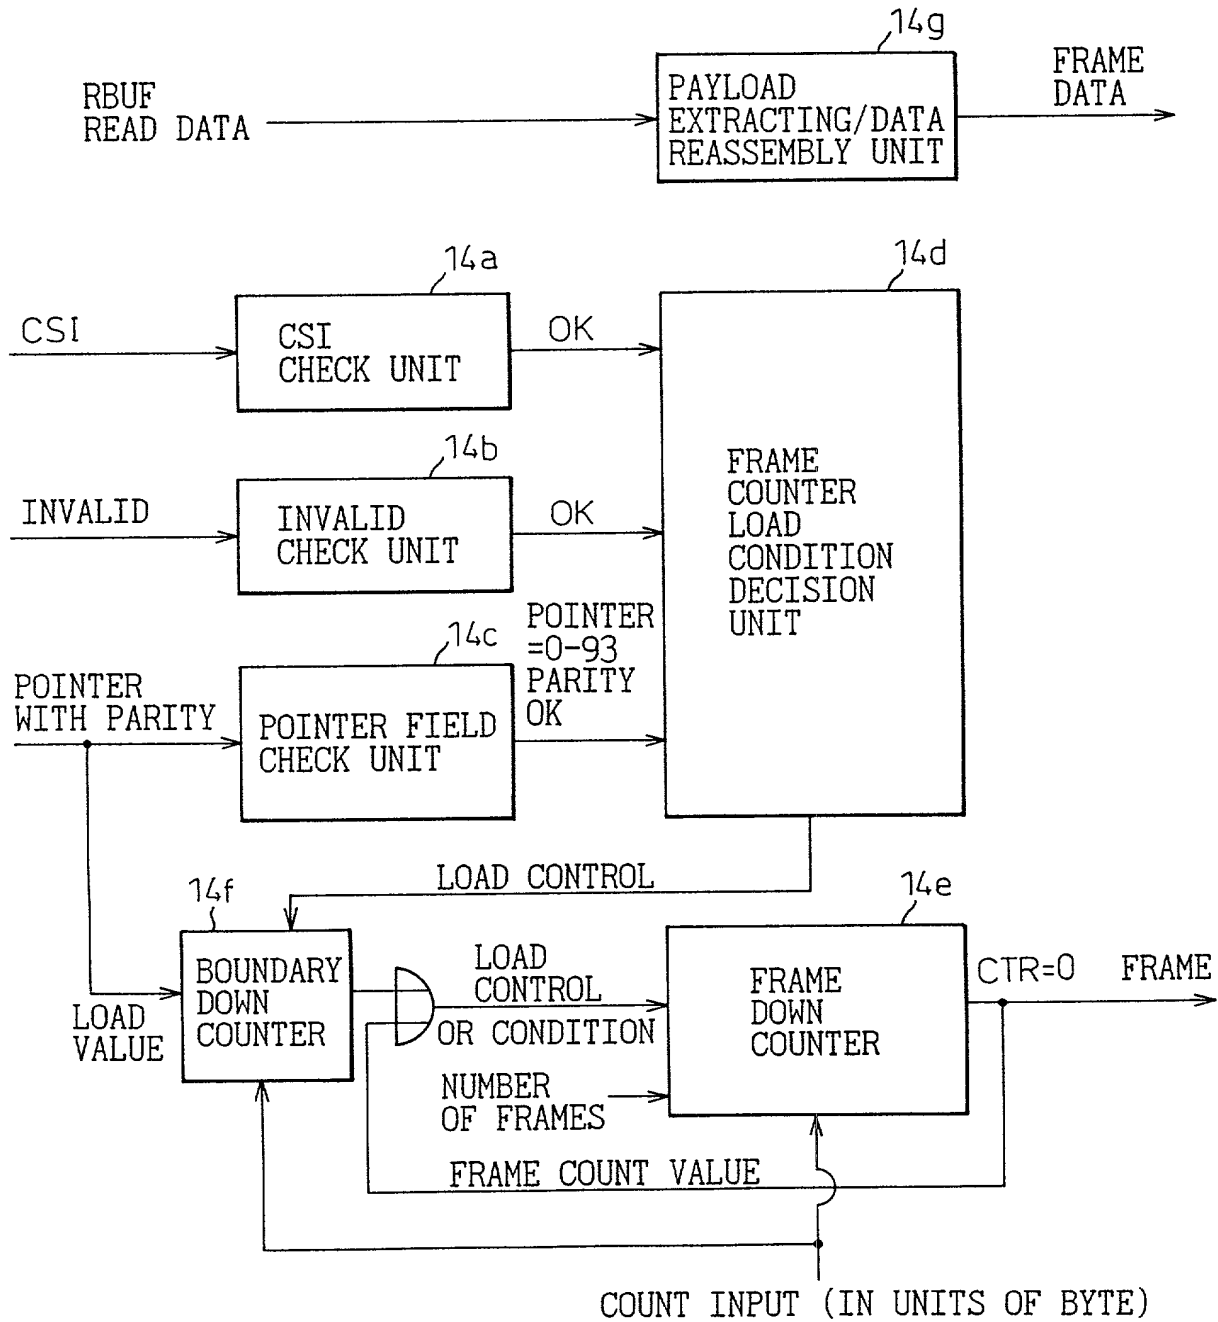 14g
RBUF
READ DATA
PAYLOAD
EXTRACTING/DATA
REASSEMBLY UNIT
FRAME
DATA
14a
14d
CSI
CSI
CHECK UNIT
OK
14b
INVALID
INVALID
CHECK UNIT
OK
FRAME
COUNTER
LOAD
CONDITION
DECISION
UNIT
14c
POINTER
=0-93
PARITY
OK
POINTER
WITH PARITY
POINTER FIELD
CHECK UNIT
LOAD CONTROL
14f
14e
BOUNDARY
DOWN
COUNTER
LOAD
VALUE
LOAD
CONTROL
OR CONDITION
FRAME
DOWN
COUNTER
CTR=0
FRAME
NUMBER
OF FRAMES
FRAME COUNT VALUE
COUNT INPUT (IN UNITS OF BYTE)